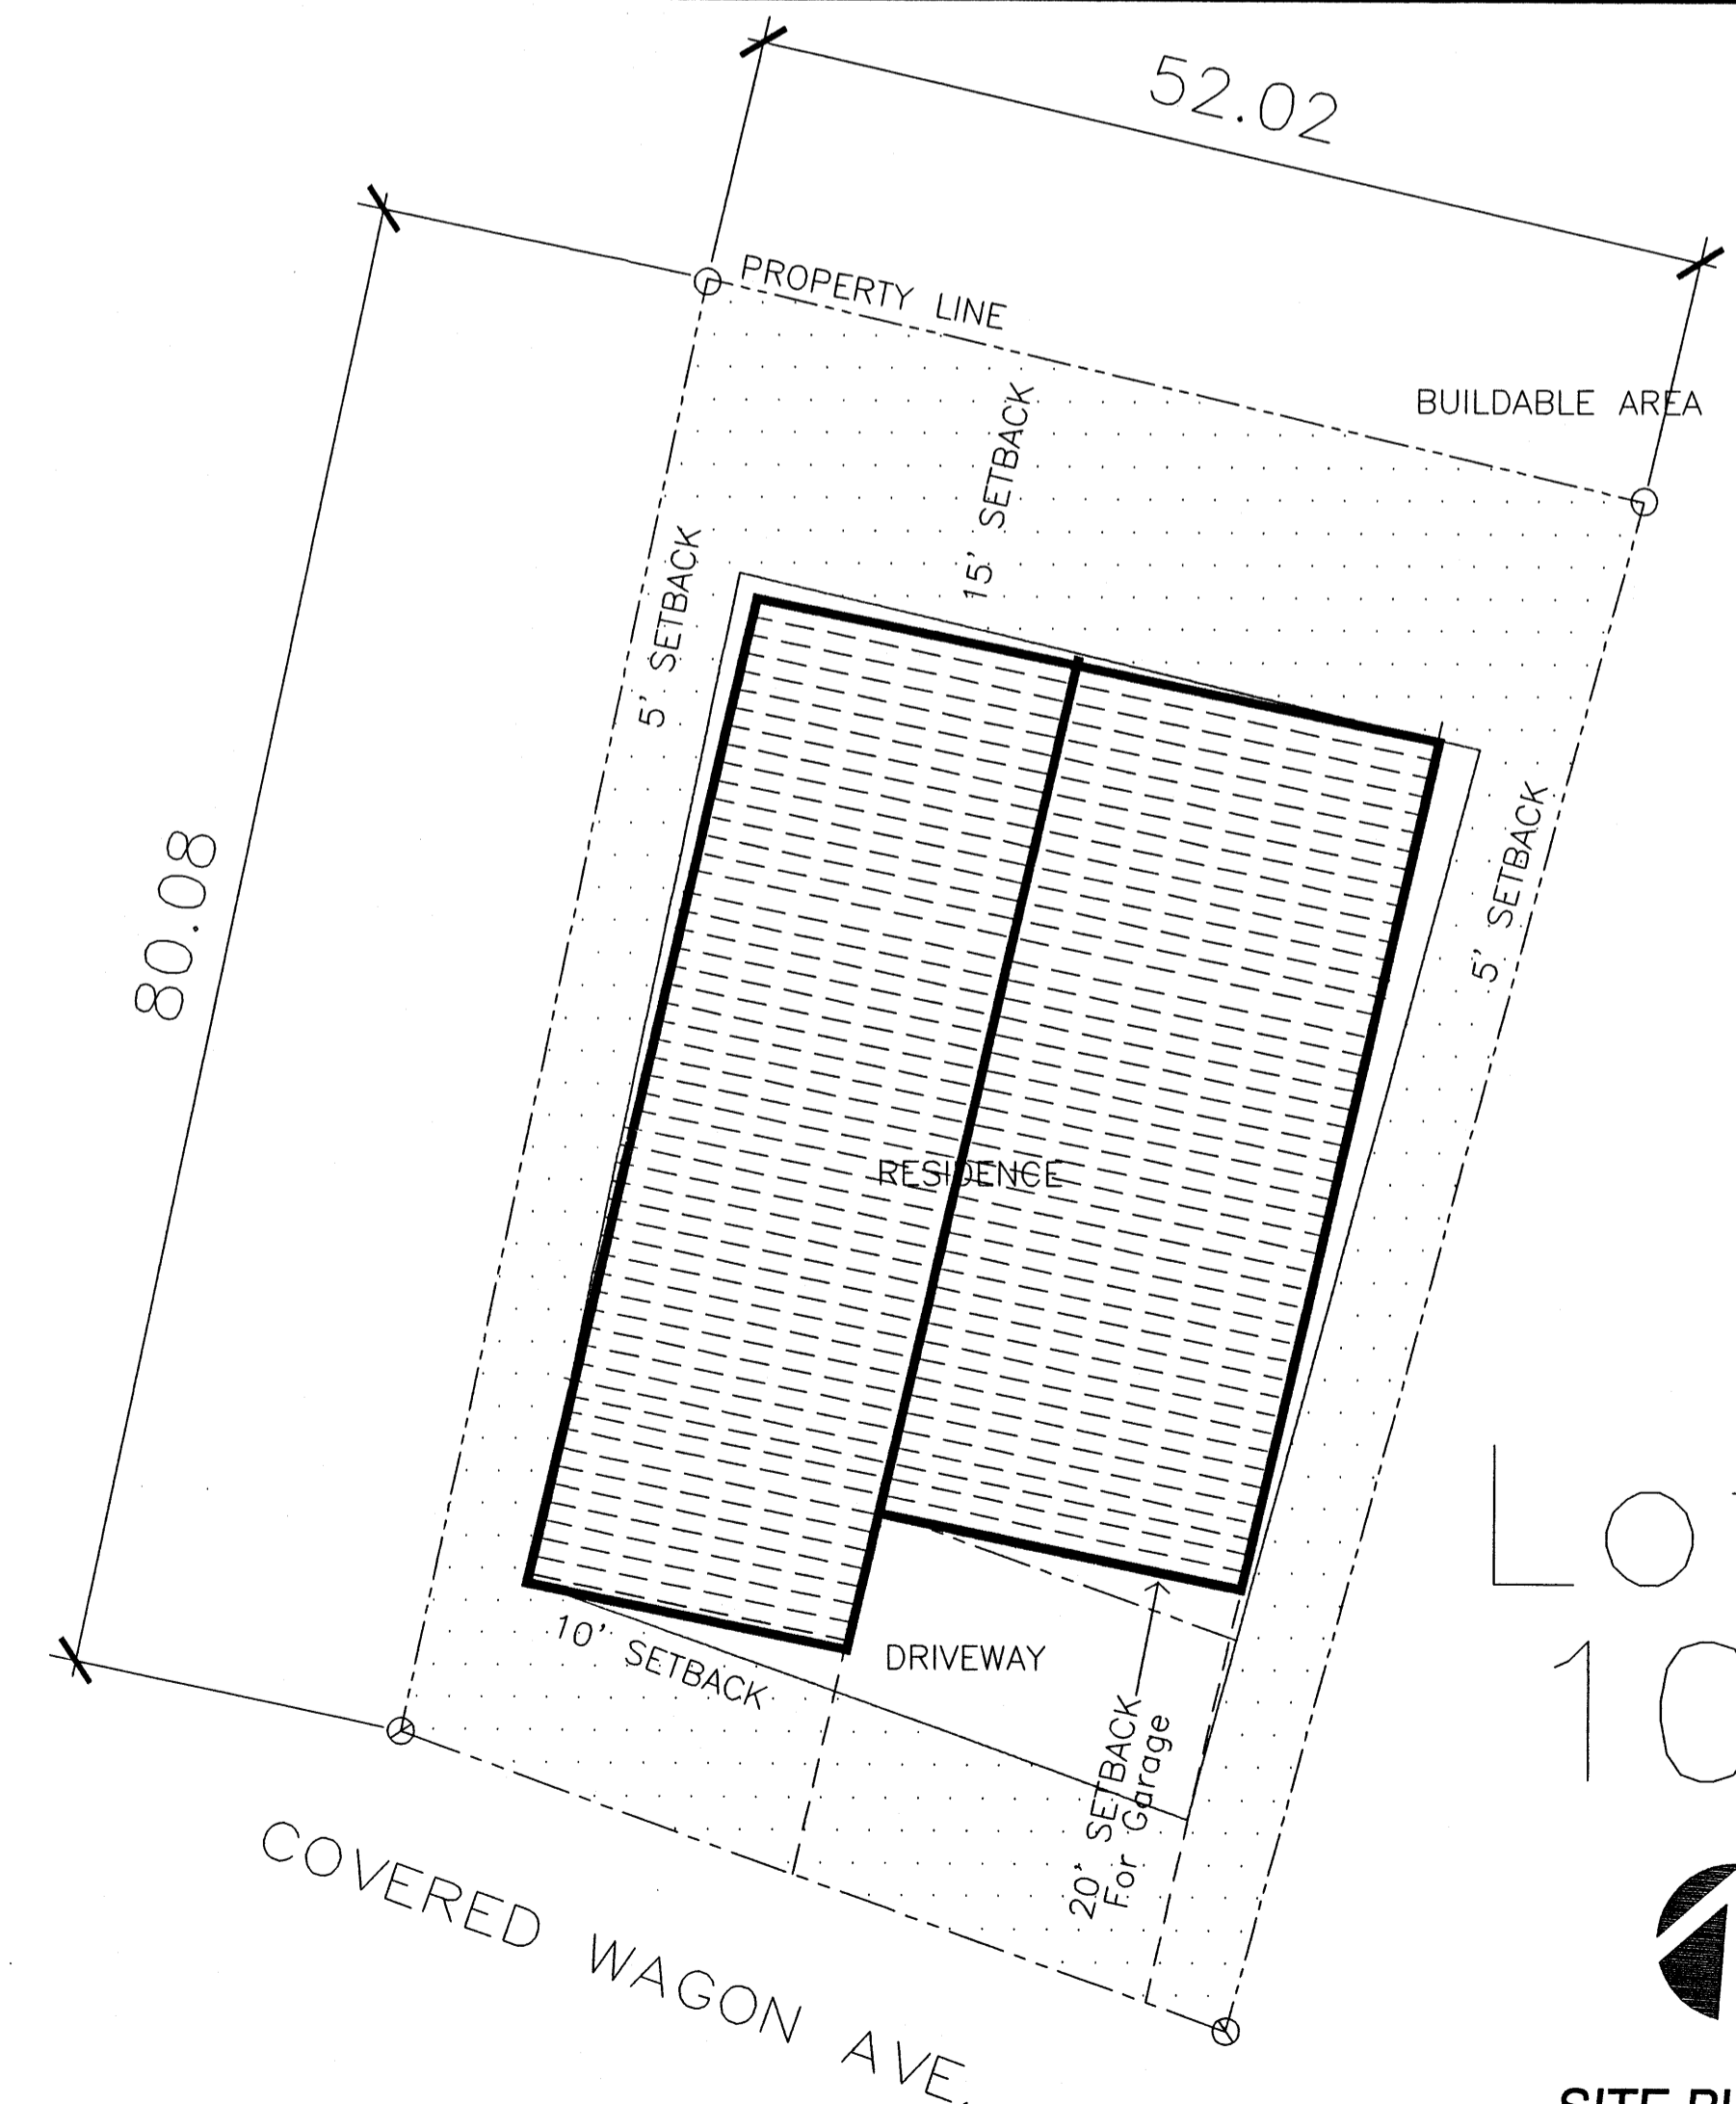 52.02
PROPERTY LINE
BUILDABLE AREA
15' SETBACK
5' SETBACK
80.08
5' SETBACK
RESIDENCE
10' SETBACK
DRIVEWAY
20' SETBACK
For Garage
COVERED WAGON AVE.